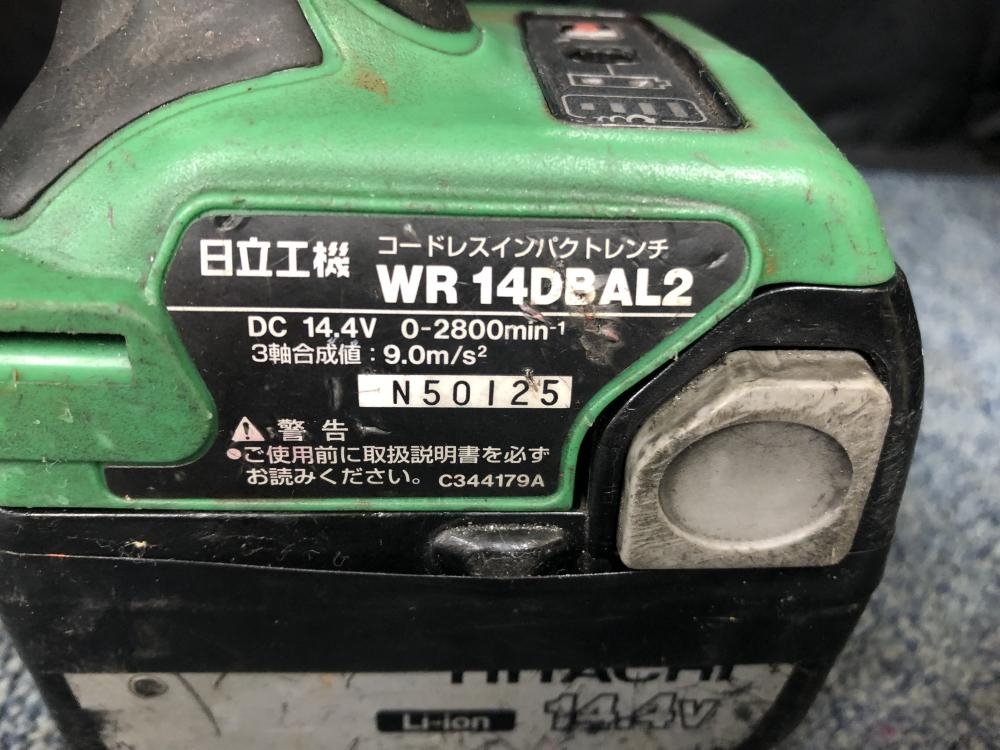 日立工機
コードレスインパクトレンチ
WR 14DBAL2
DC 14.4V 0-2800min⁻¹
3軸合成値：9.0m/s²
N50125
警告
●ご使用前に取扱説明書を必ず
お読みください。 C344179A
HITACHI
Li-ion 14.4V